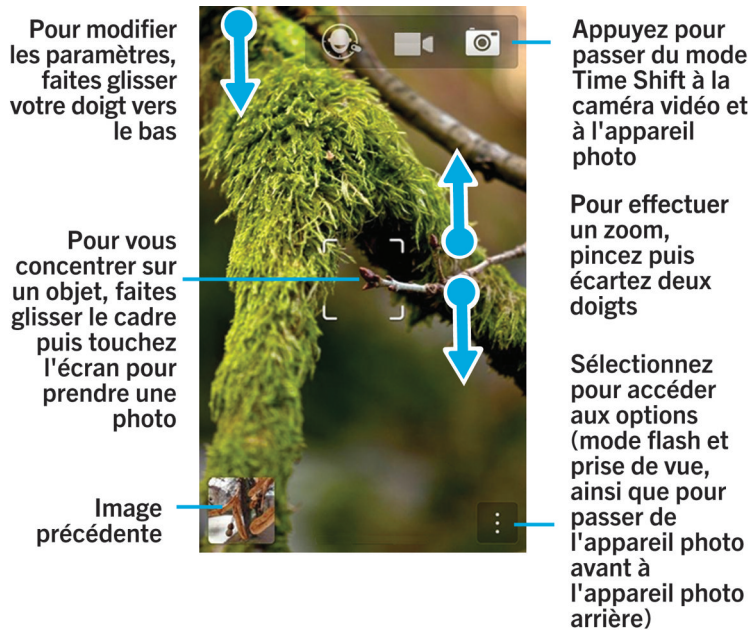 Pour modifier
les paramètres,
faites glisser
votre doigt vers
le bas
Appuyez pour
passer du mode
Time Shift à la
caméra vidéo et
à l'appareil
photo
Pour vous
concentrer sur
un objet, faites
glisser le cadre
puis touchez
l'écran pour
prendre une
photo
Pour effectuer
un zoom,
pincez puis
écartez deux
doigts
Image
précédente
Sélectionnez
pour accéder
aux options
(mode flash et
prise de vue,
ainsi que pour
passer de
l'appareil photo
avant à
l'appareil photo
arrière)